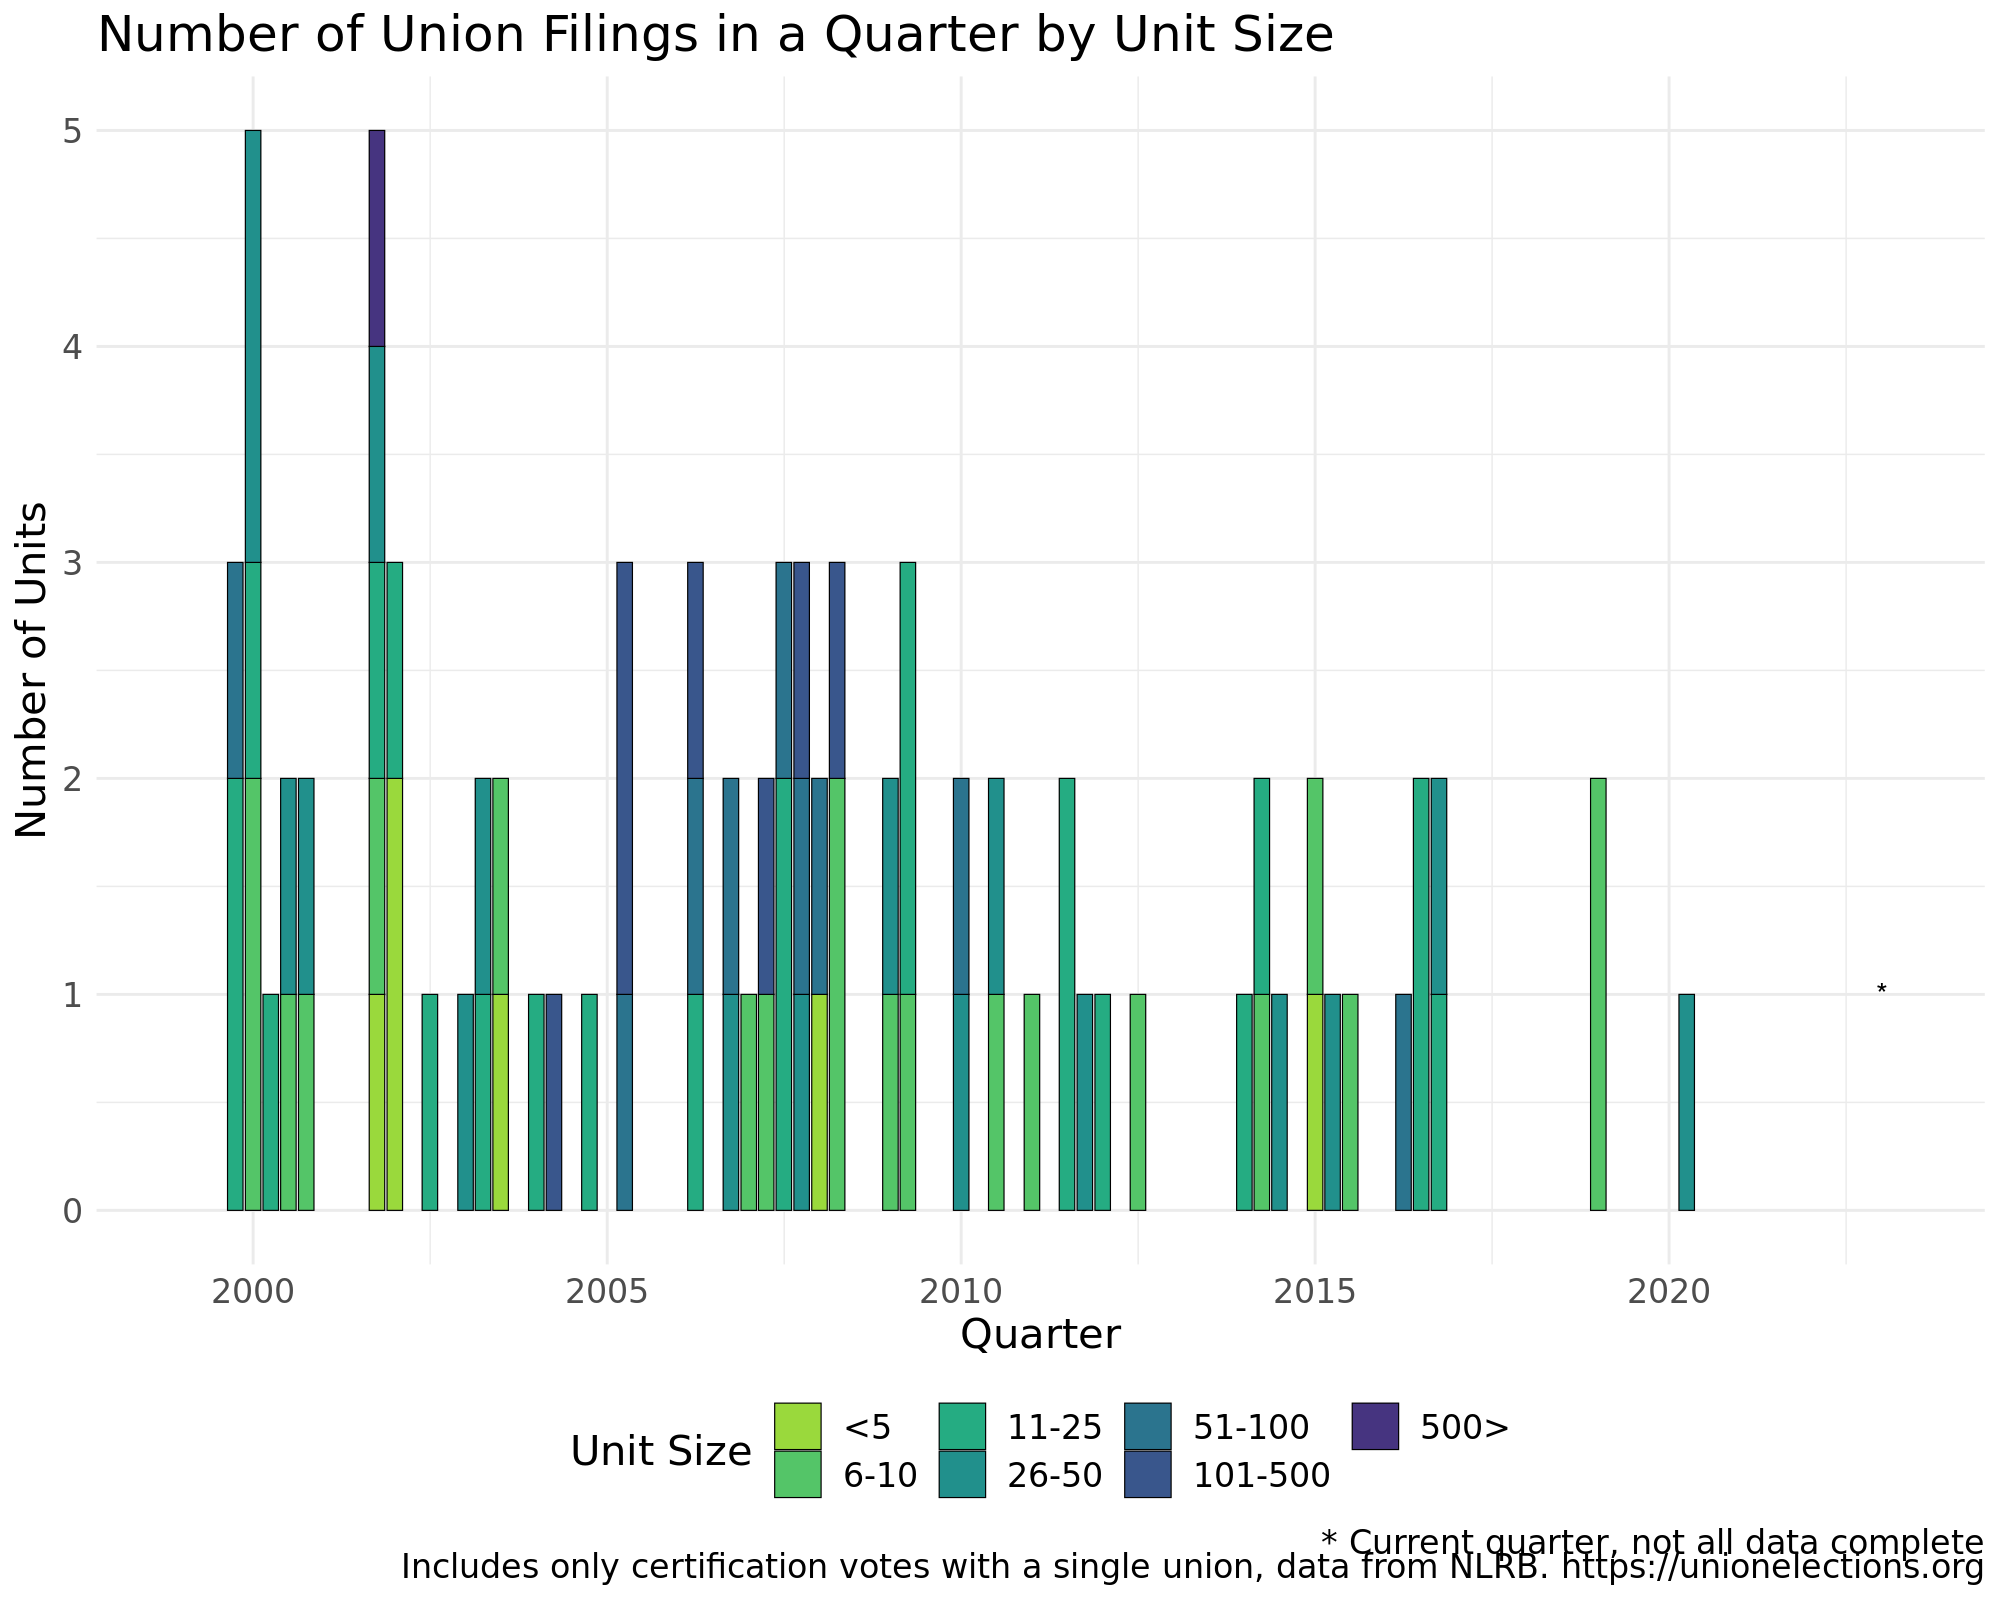 Number of Union Filings in a Quarter by Unit Size
Number of Units
5
4
3
2
1
0
*
2000 2005 2010 2015 2020
Quarter
Unit Size
<5 11-25 51-100 500>
6-10 26-50 101-500
* Current quarter, not all data complete
Includes only certification votes with a single union, data from NLRB. https://unionelections.org